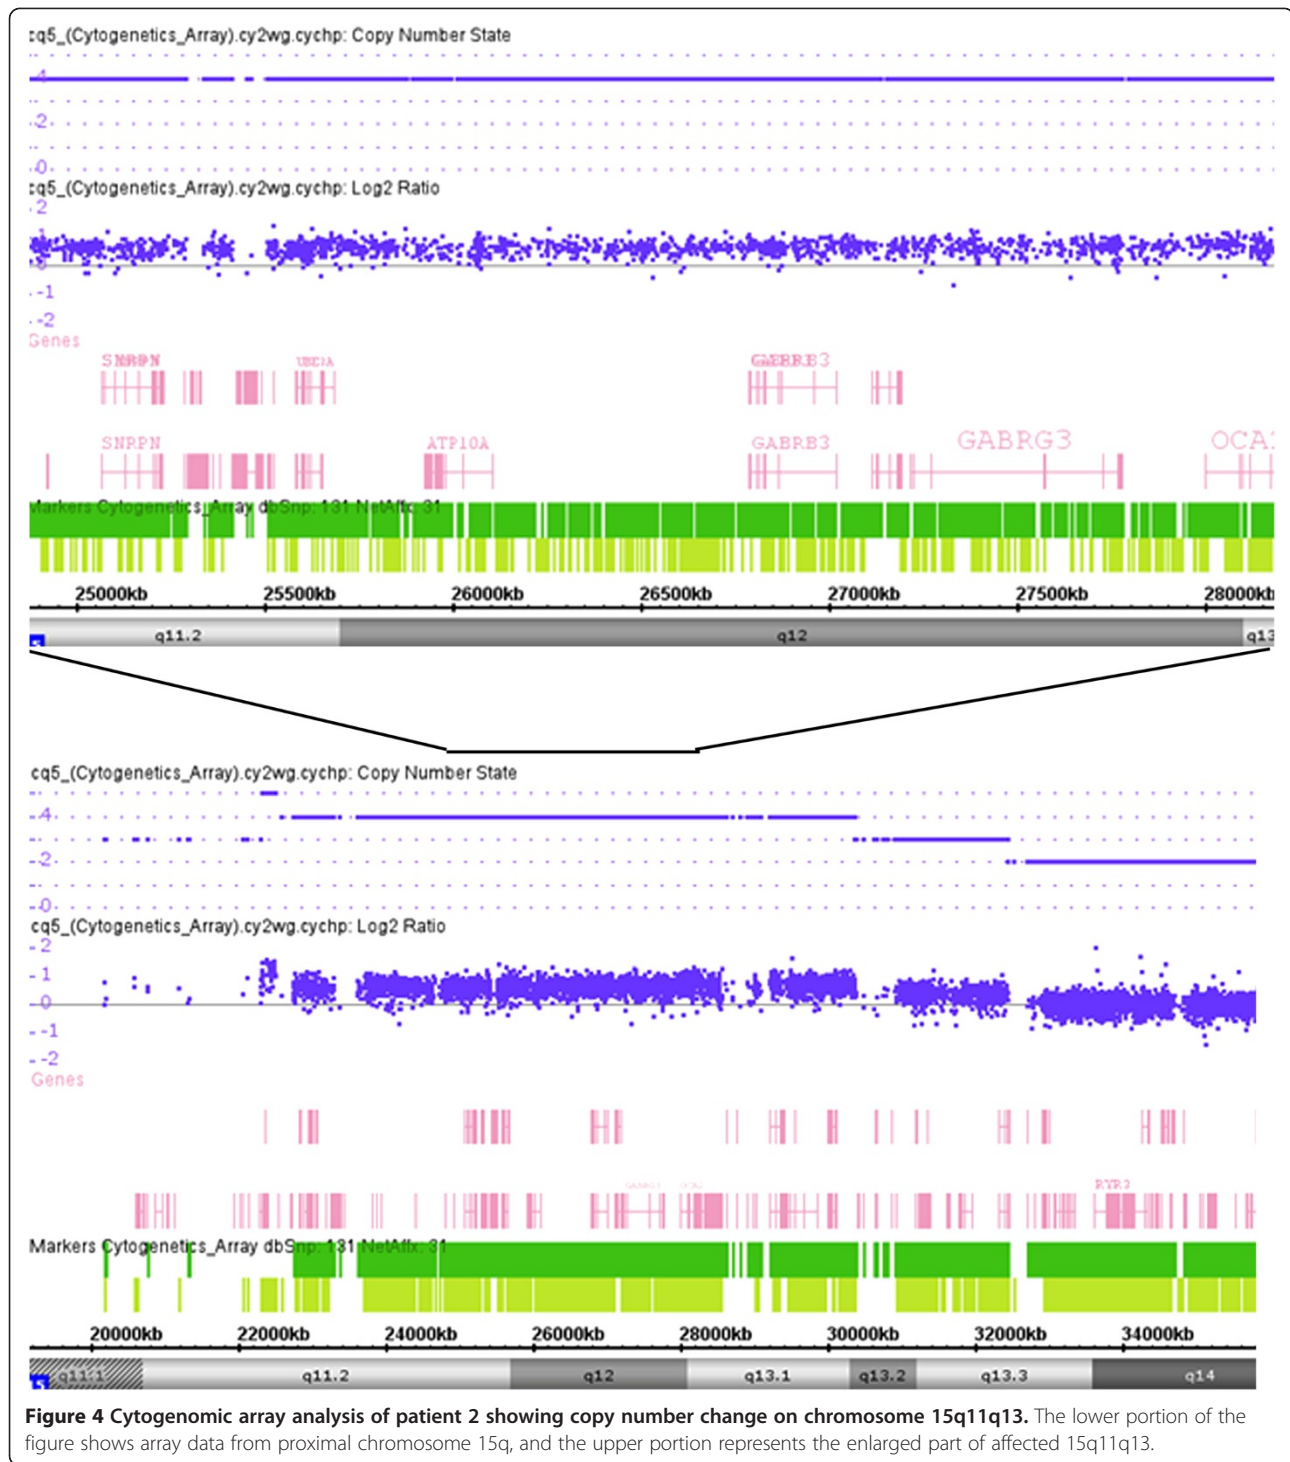 cq5_(Cytogenetics_Array).cy2wg.cychp: Copy Number State
4
2
0
cq5_(Cytogenetics_Array).cy2wg.cychp: Log2 Ratio
2
1
0
-1
-2
Genes
SNRPN GABRB3
SNRPN ATP10A GABRB3 GABRG3 OCA2
Markers Cytogenetics_Array dbSnp: 131 NetAffx: 31
25000kb 25500kb 26000kb 26500kb 27000kb 27500kb 28000kb
q11.2 q12 q13
cq5_(Cytogenetics_Array).cy2wg.cychp: Copy Number State
4
2
0
cq5_(Cytogenetics_Array).cy2wg.cychp: Log2 Ratio
2
1
0
-1
-2
Genes
RYR3
Markers Cytogenetics_Array dbSnp: 131 NetAffx: 31
20000kb 22000kb 24000kb 26000kb 28000kb 30000kb 32000kb 34000kb
q11.1 q11.2 q12 q13.1 q13.2 q13.3 q14
Figure 4 Cytogenomic array analysis of patient 2 showing copy number change on chromosome 15q11q13. The lower portion of the
figure shows array data from proximal chromosome 15q, and the upper portion represents the enlarged part of affected 15q11q13.